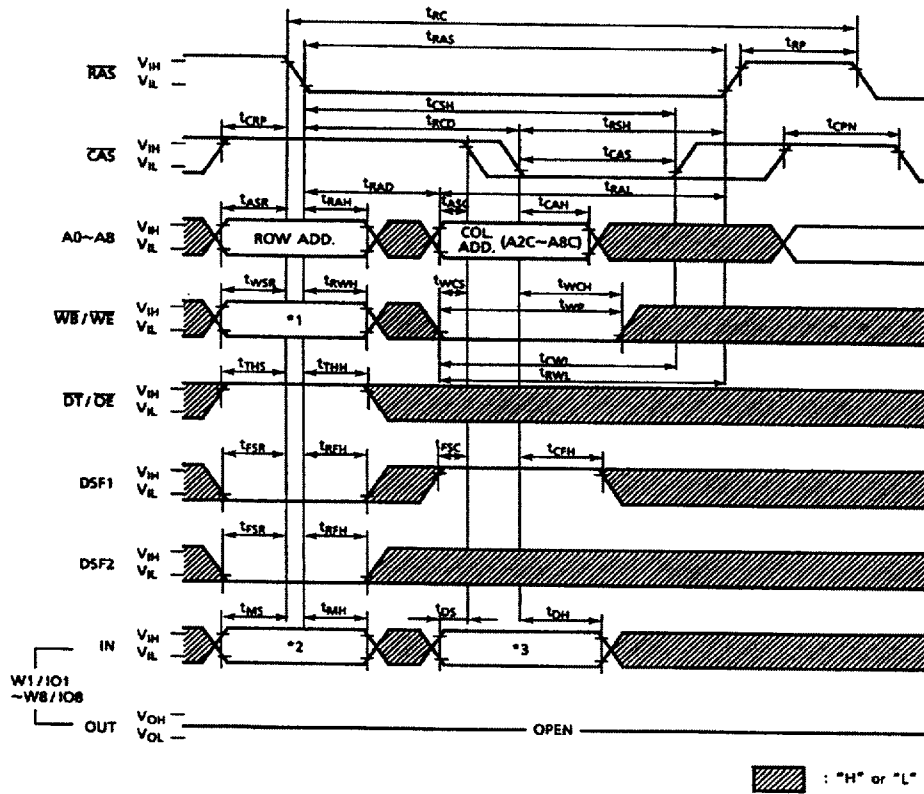 tRC
tRAS
tRP
RAS VIH
VIL
tCSH
tCRP tRCD tRSH tCPN
CAS VIH
VIL
tCAS
tRAD tRAL
tASR tRAH tASC tCAH
A0~A8 VIH
VIL
ROW ADD.
COL. ADD. (A2C~A8C)
tWSR tRWH tWCS tWCH
tWP
WB/WE VIH
VIL
*1
tCWL
tRWL
tTHS tTHH
DT/OE VIH
VIL
tFSR tRFH tFSC tCFH
DSF1 VIH
VIL
tFSR tRFH
DSF2 VIH
VIL
tMS tMH tDS tDH
IN VIH
VIL
*2 *3
W1/IO1
~W8/IO8
OUT VOH
VOL
OPEN
: "H" or "L"